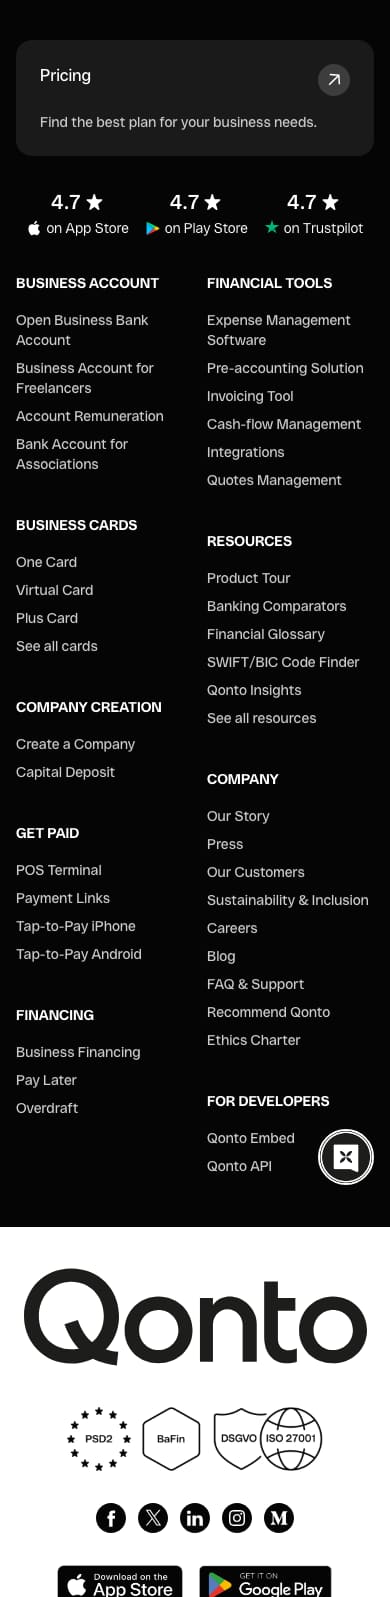 Pricing
Find the best plan for your business needs.
4.7
on App Store
4.7
on Play Store
4.7
on Trustpilot
BUSINESS ACCOUNT
Open Business Bank
Account
Business Account for
Freelancers
Account Remuneration
Bank Account for
Associations
BUSINESS CARDS
One Card
Virtual Card
Plus Card
See all cards
COMPANY CREATION
Create a Company
Capital Deposit
GET PAID
POS Terminal
Payment Links
Tap-to-Pay iPhone
Tap-to-Pay Android
FINANCING
Business Financing
Pay Later
Overdraft
FINANCIAL TOOLS
Expense Management
Software
Pre-accounting Solution
Invoicing Tool
Cash-flow Management
Integrations
Quotes Management
RESOURCES
Product Tour
Banking Comparators
Financial Glossary
SWIFT/BIC Code Finder
Qonto Insights
See all resources
COMPANY
Our Story
Press
Our Customers
Sustainability & Inclusion
Careers
Blog
FAQ & Support
Recommend Qonto
Ethics Charter
FOR DEVELOPERS
Qonto Embed
Qonto API
Qonto
PSD2
BaFin
DSGVO
ISO 27001
Download on the
App Store
GET IT ON
Google Play